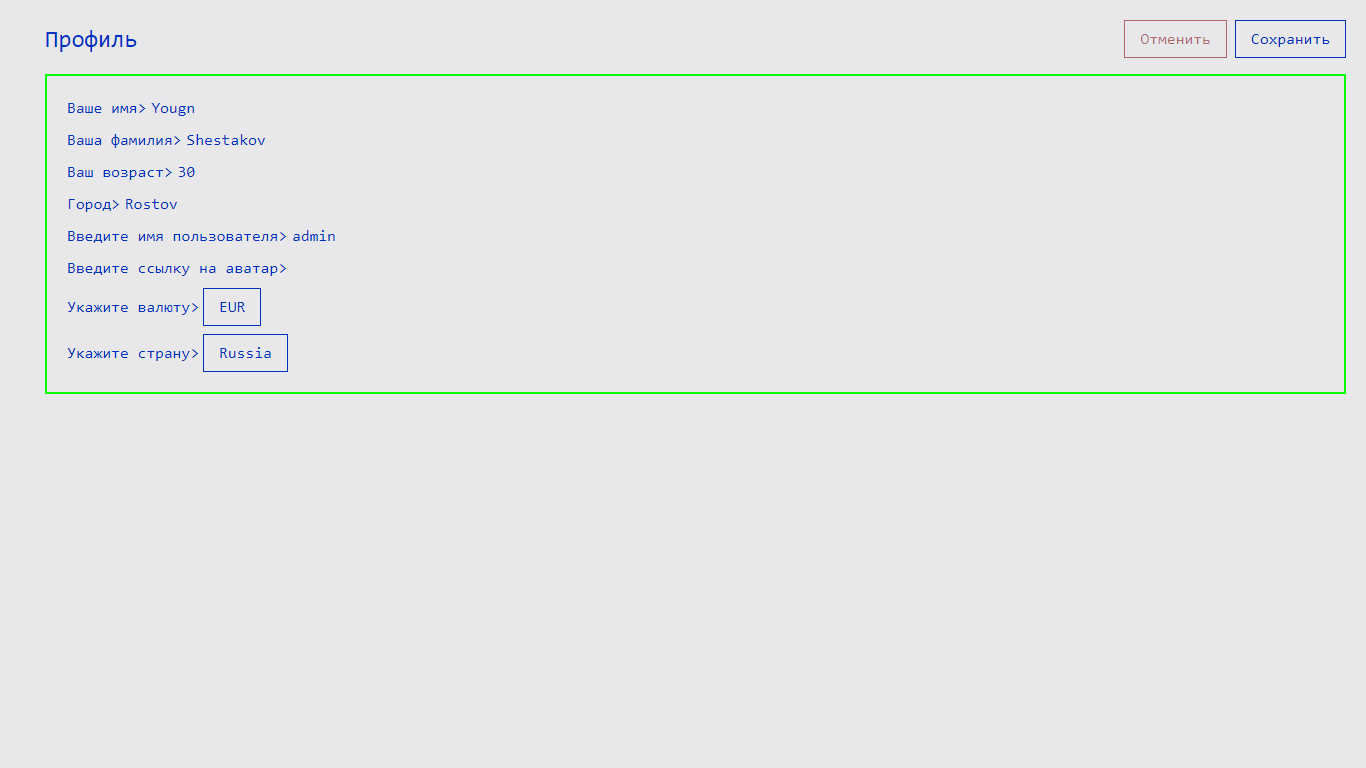 Профиль
Отменить
Сохранить
Ваше имя> Yougn
Ваша фамилия> Shestakov
Ваш возраст> 30
Город> Rostov
Введите имя пользователя> admin
Введите ссылку на аватар>
Укажите валюту> EUR
Укажите страну> Russia